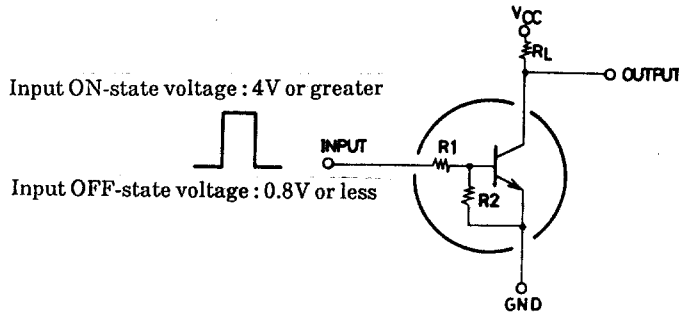 VCC
RL
OUTPUT
Input ON-state voltage : 4V or greater
INPUT
R1
Input OFF-state voltage : 0.8V or less
R2
GND